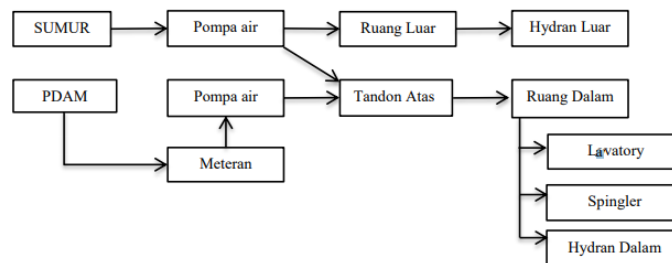 SUMUR
Pompa air
Ruang Luar
Hydran Luar
PDAM
Pompa air
Tandon Atas
Ruang Dalam
Meteran
Lavatory
Spingler
Hydran Dalam